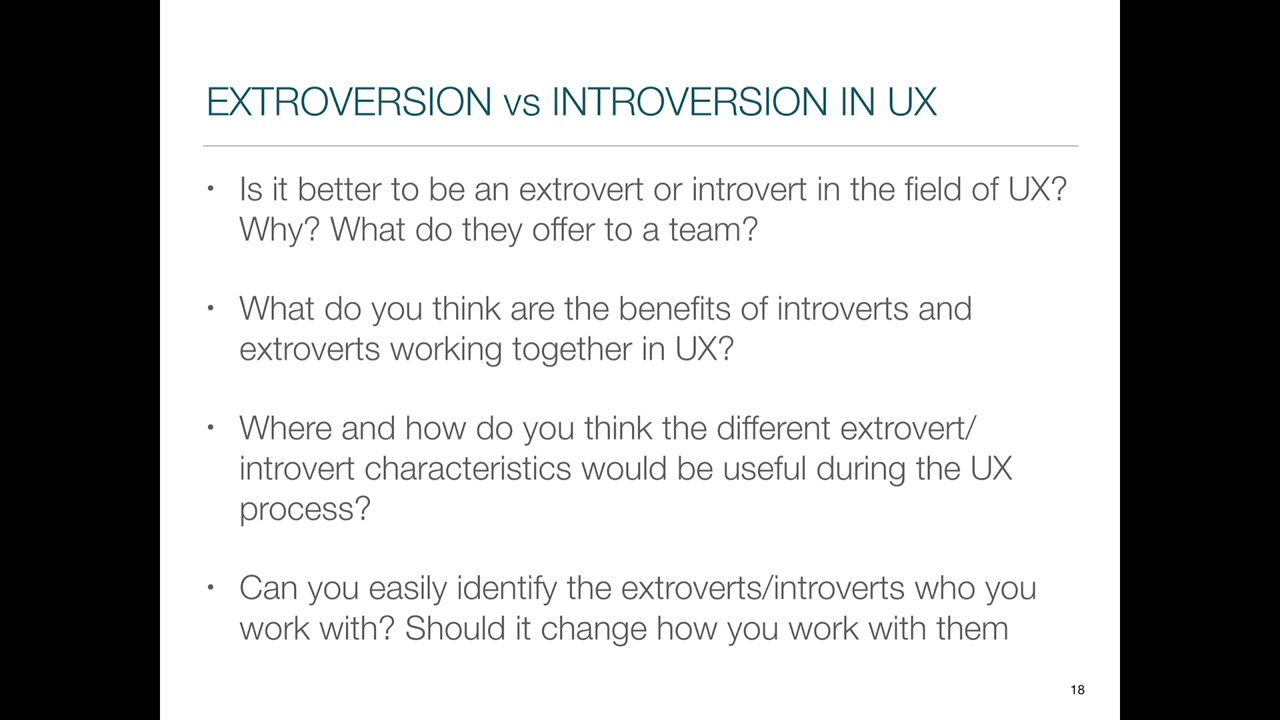 EXTROVERSION vs INTROVERSION IN UX
• Is it better to be an extrovert or introvert in the field of UX?
Why? What do they offer to a team?
• What do you think are the benefits of introverts and
extroverts working together in UX?
• Where and how do you think the different extrovert/
introvert characteristics would be useful during the UX
process?
• Can you easily identify the extroverts/introverts who you
work with? Should it change how you work with them
18